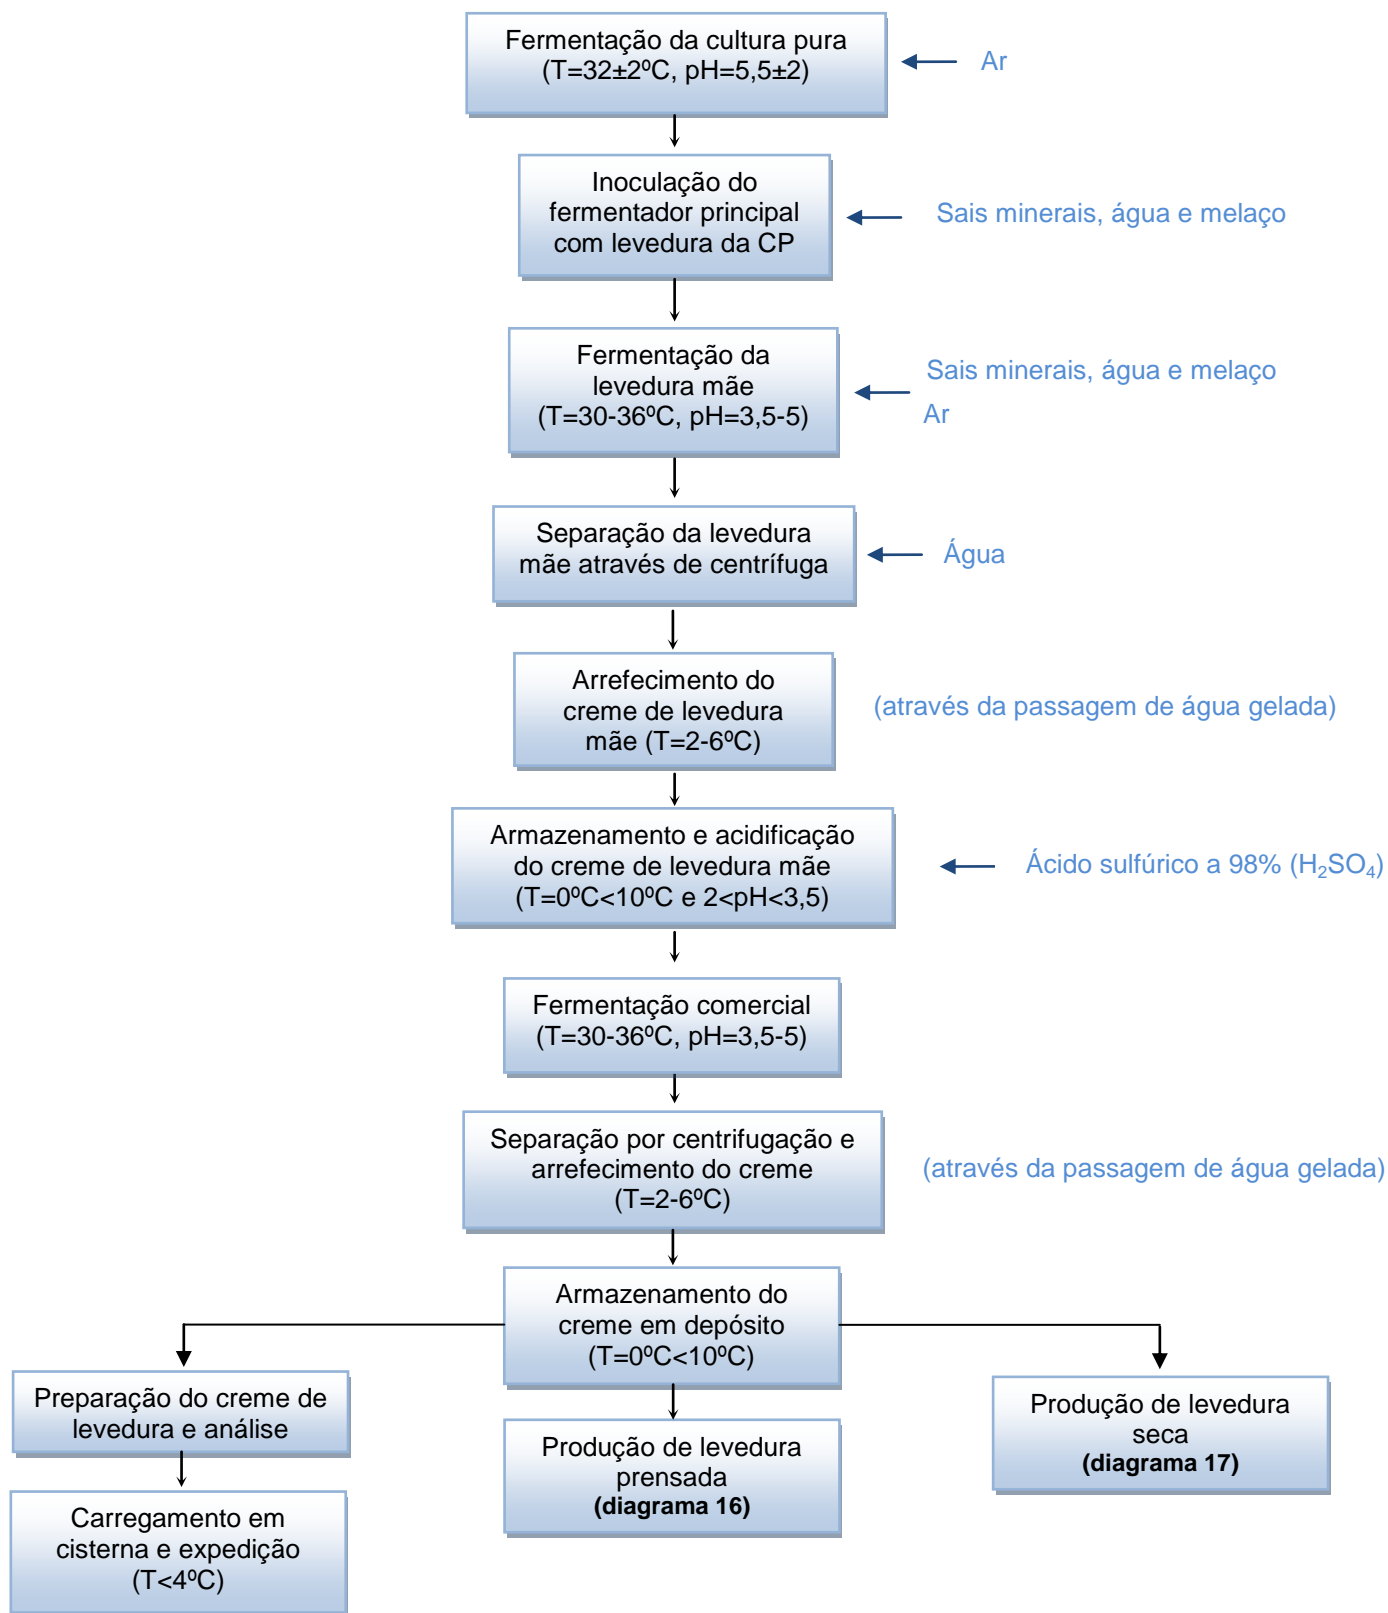 Fermentação da cultura pura
(T=32±2ºC, pH=5,5±2)
Ar
Inoculação do
fermentador principal
com levedura da CP
Sais minerais, água e melaço
Fermentação da
levedura mãe
(T=30-36ºC, pH=3,5-5)
Sais minerais, água e melaço
Ar
Separação da levedura
mãe através de centrífuga
Água
Arrefecimento do
creme de levedura
mãe (T=2-6ºC)
(através da passagem de água gelada)
Armazenamento e acidificação
do creme de levedura mãe
(T=0ºC<10ºC e 2<pH<3,5)
Ácido sulfúrico a 98% (H₂SO₄)
Fermentação comercial
(T=30-36ºC, pH=3,5-5)
Separação por centrifugação e
arrefecimento do creme
(T=2-6ºC)
(através da passagem de água gelada)
Armazenamento do
creme em depósito
(T=0ºC<10ºC)
Preparação do creme de
levedura e análise
Carregamento em
cisterna e expedição
(T<4ºC)
Produção de levedura
prensada
(diagrama 16)
Produção de levedura
seca
(diagrama 17)